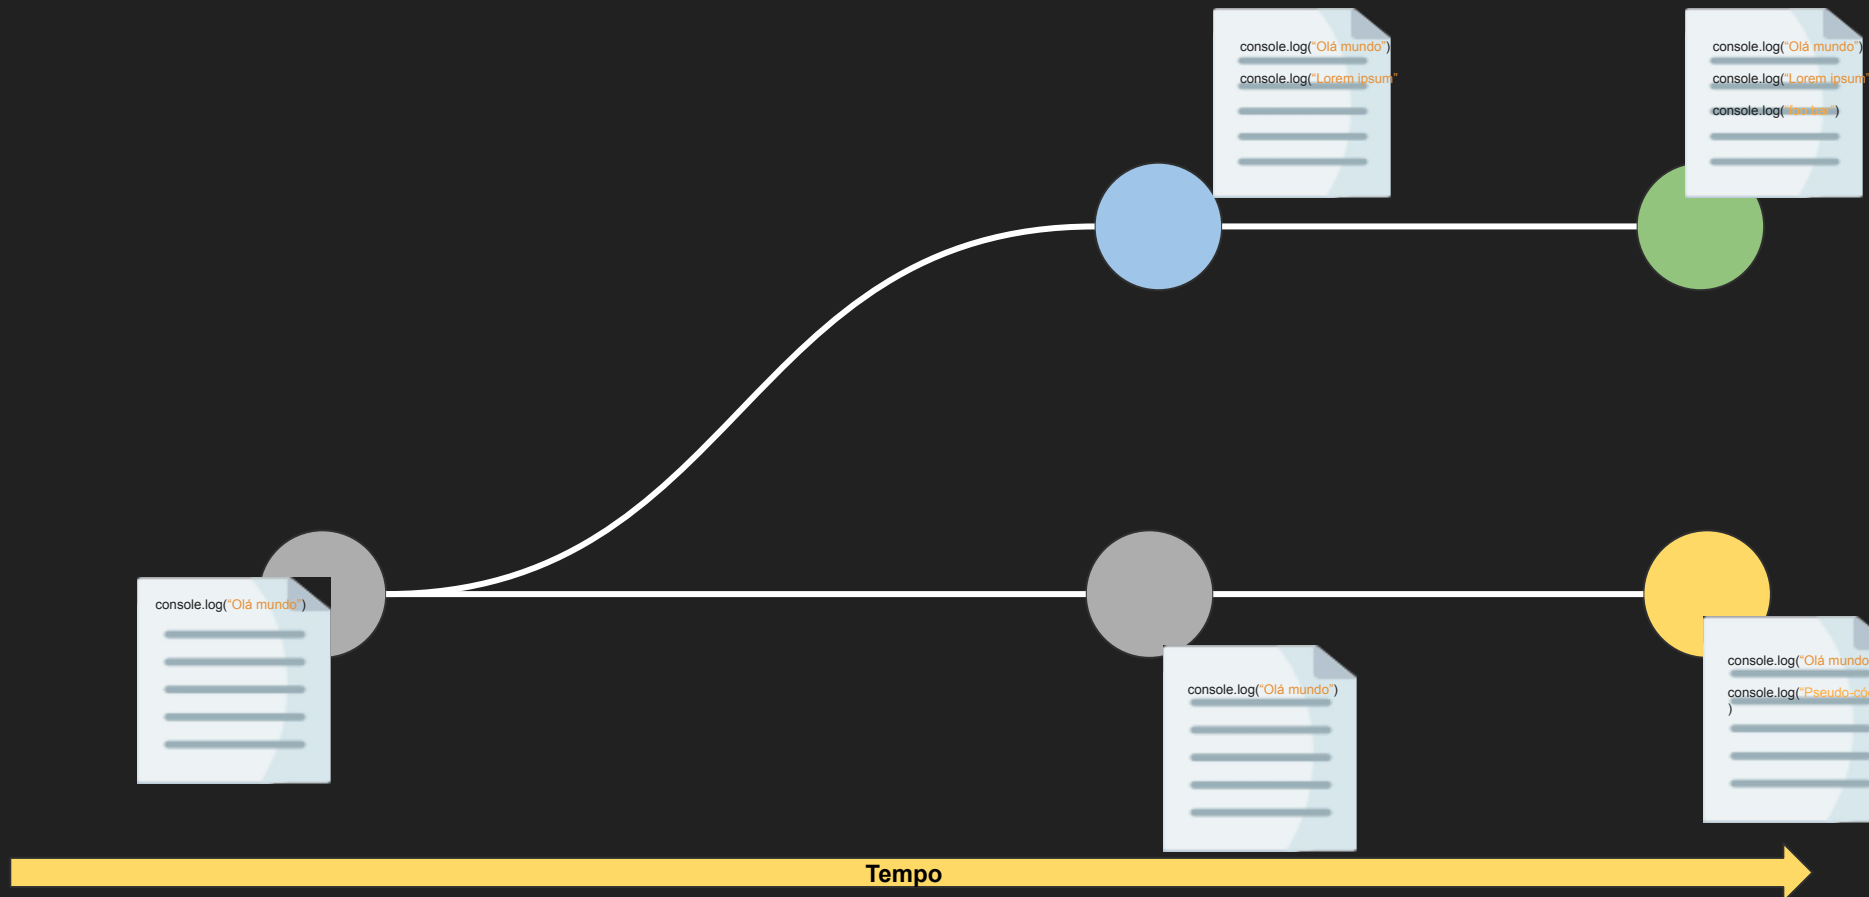 console.log("Olá mundo")
console.log("Lorem ipsum"
console.log("Olá mundo")
console.log("Lorem ipsum"
console.log( ")
console.log("Olá mundo")
console.log("Olá mundo")
console.log("Olá mundo
console.log("Pseudo-có
)
Tempo